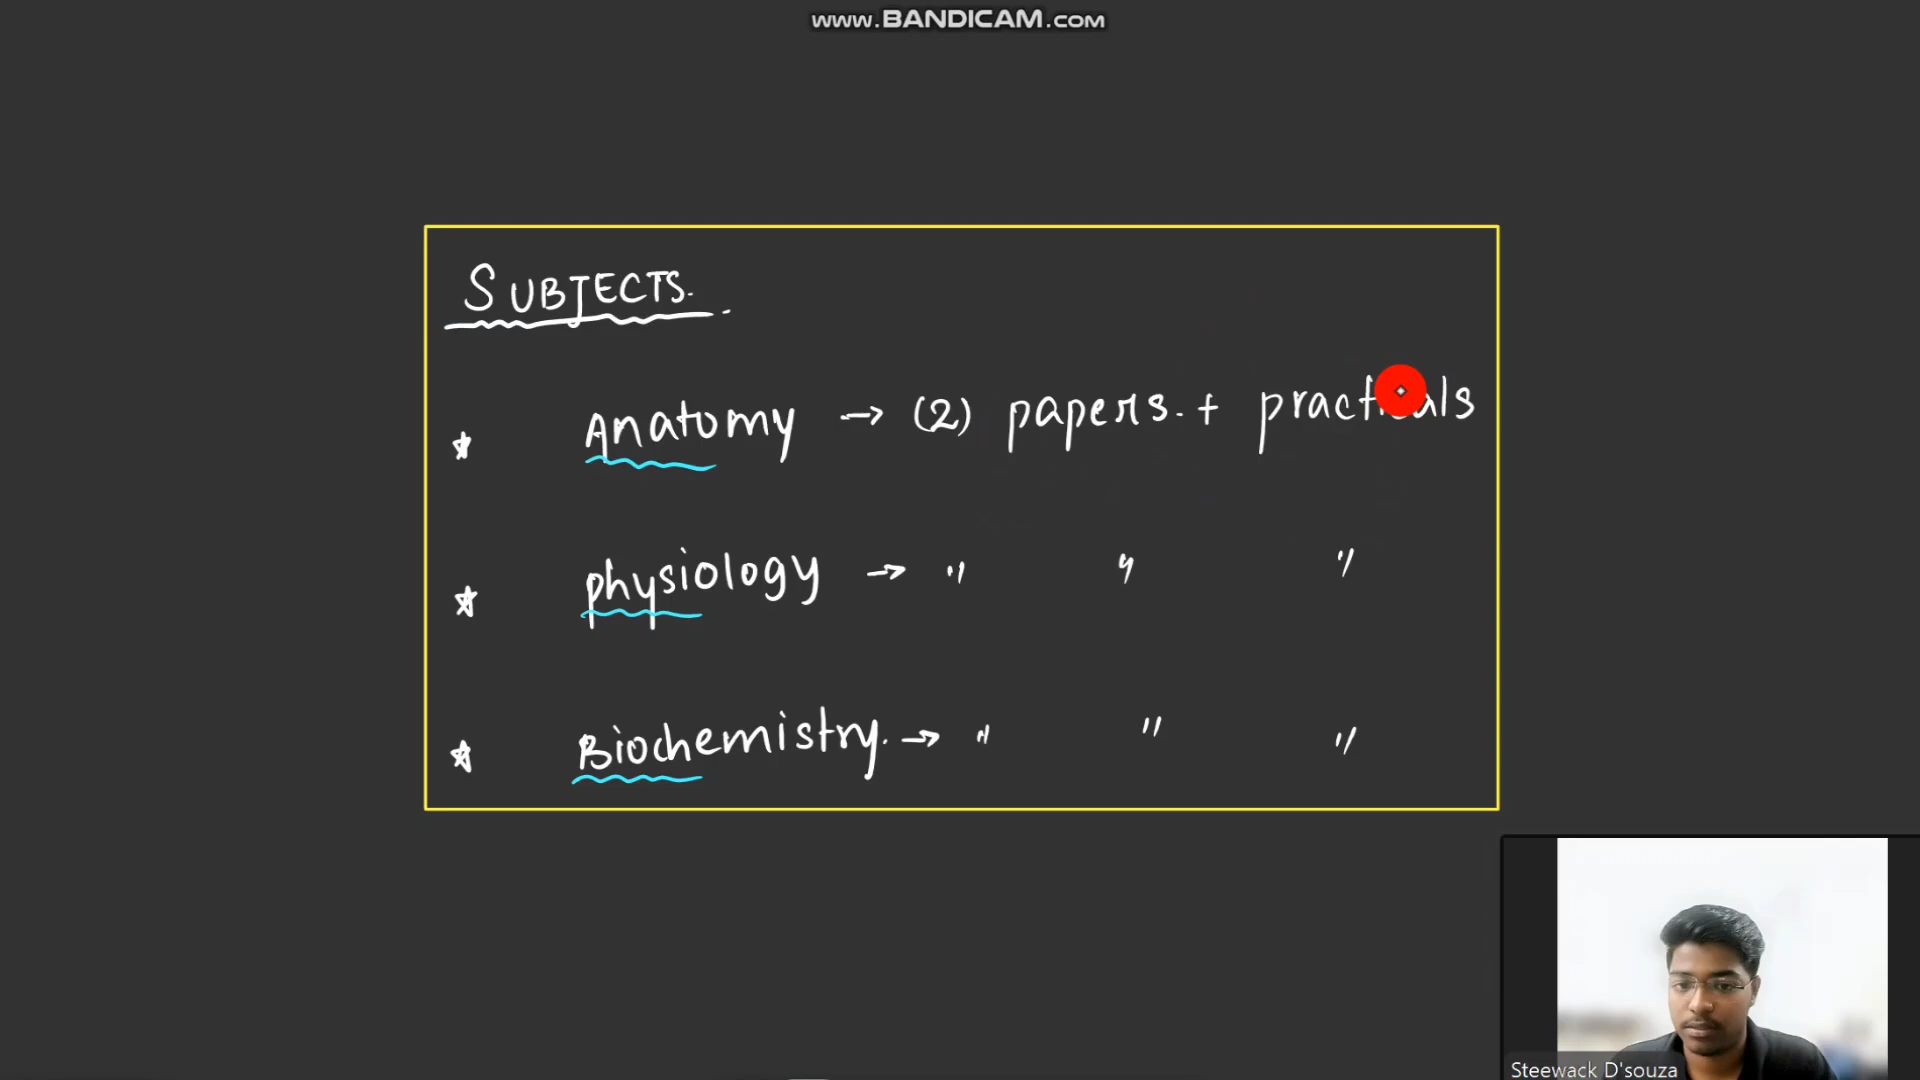 www.BANDICAM.com
SUBJECTS.
Anatomy → (2) papers. + practicals
physiology → " " "
Biochemistry. → " " "
Steewack D'souza